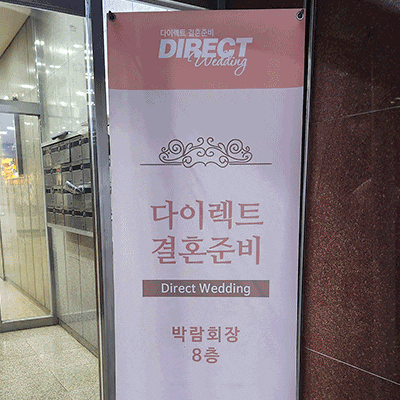 다이렉트 결혼준비
DIRECT
Wedding
다이렉트
결혼준비
Direct Wedding
박람회장
8층